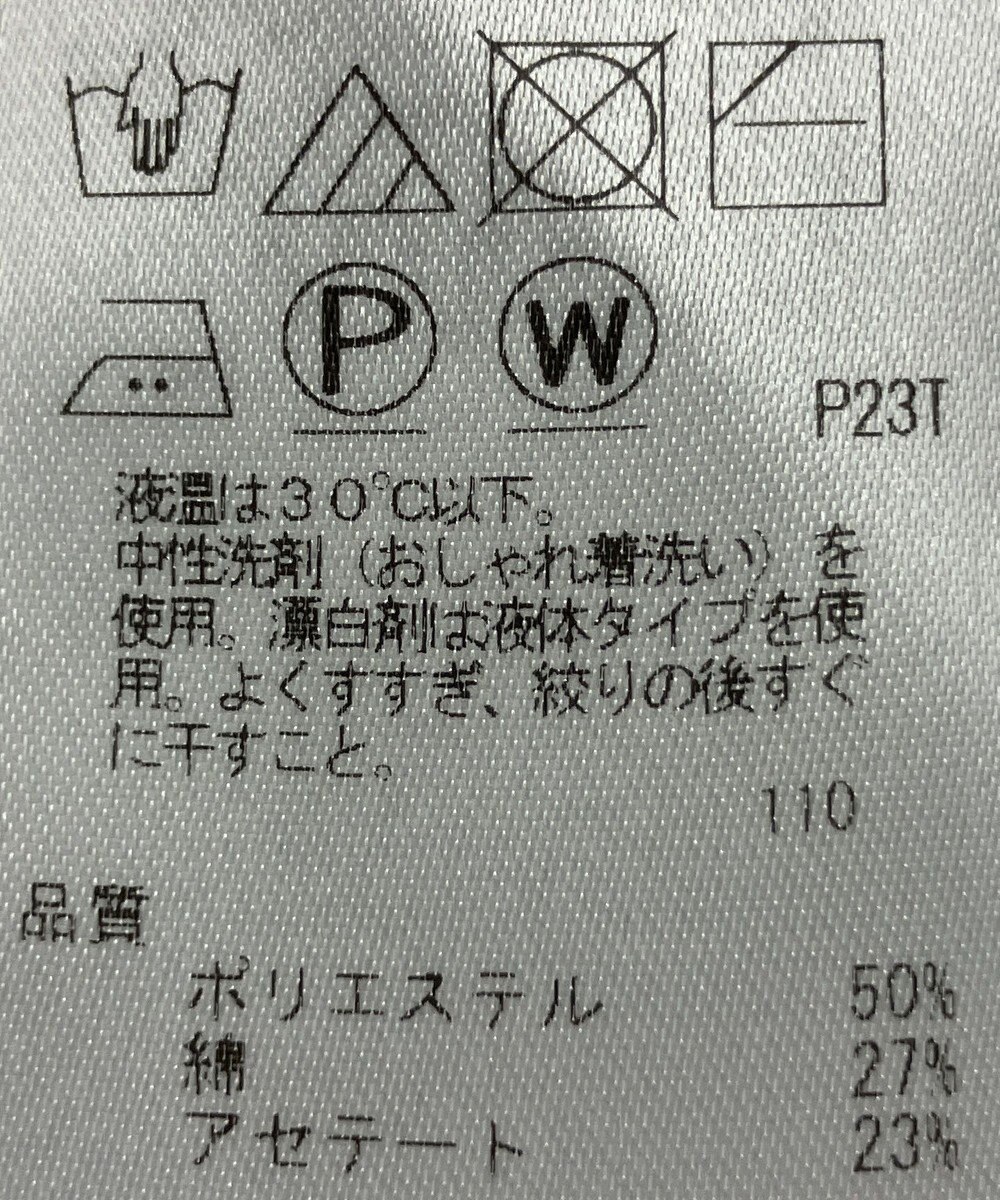 P W
P23T
液温は30℃以下。
中性洗剤(おしゃれ着洗い)を
使用。漂白剤は液体タイプを使
用。よくすすぎ、絞りの後すぐ
に干すこと。
110
品質
ポリエステル 50%
綿 27%
アセテート 23%